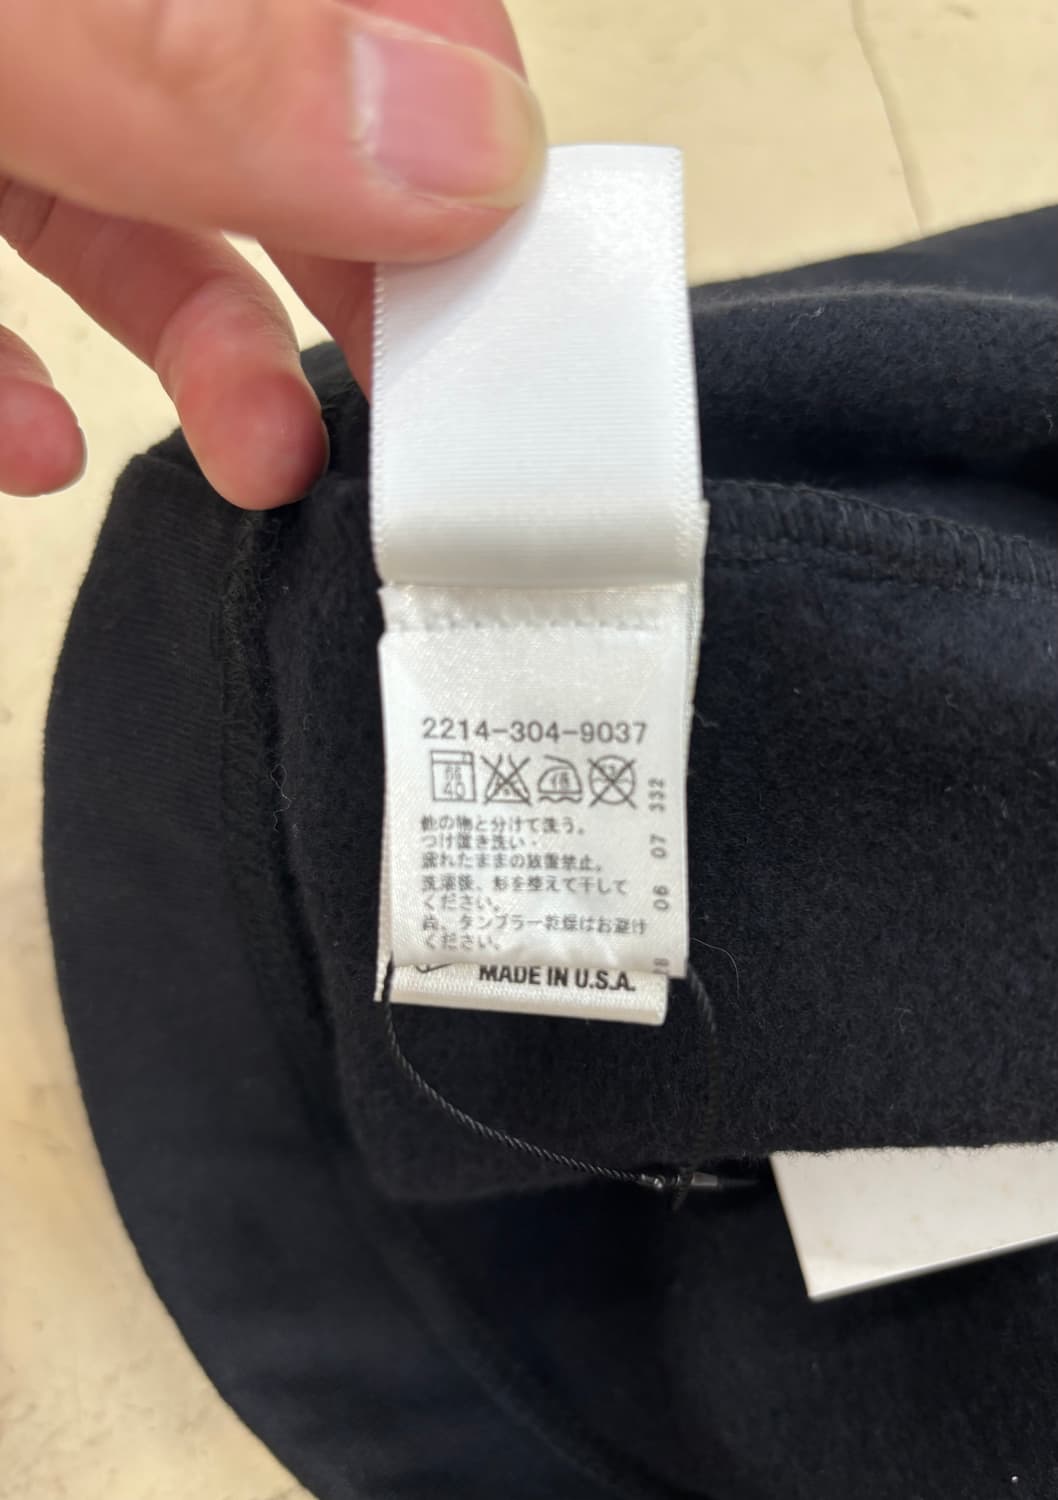 2214-304-9037
40
他の物と分けて洗う。
つけ置き洗い・
濡れたままの放置禁止。
洗濯後、形を整えて干して
ください。
尚、タンブラー乾燥はお避け
ください。
06 07 332
MADE IN U.S.A.